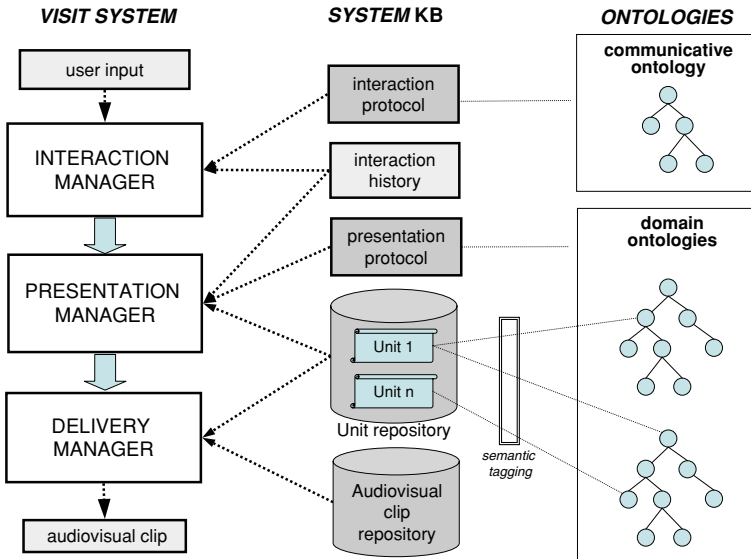 VISIT SYSTEM
SYSTEM KB
ONTOLOGIES
user input
INTERACTION
MANAGER
PRESENTATION
MANAGER
DELIVERY
MANAGER
audiovisual clip
interaction
protocol
interaction
history
presentation
protocol
Unit 1
Unit n
Unit repository
Audiovisual
clip
repository
semantic
tagging
communicative
ontology
domain
ontologies